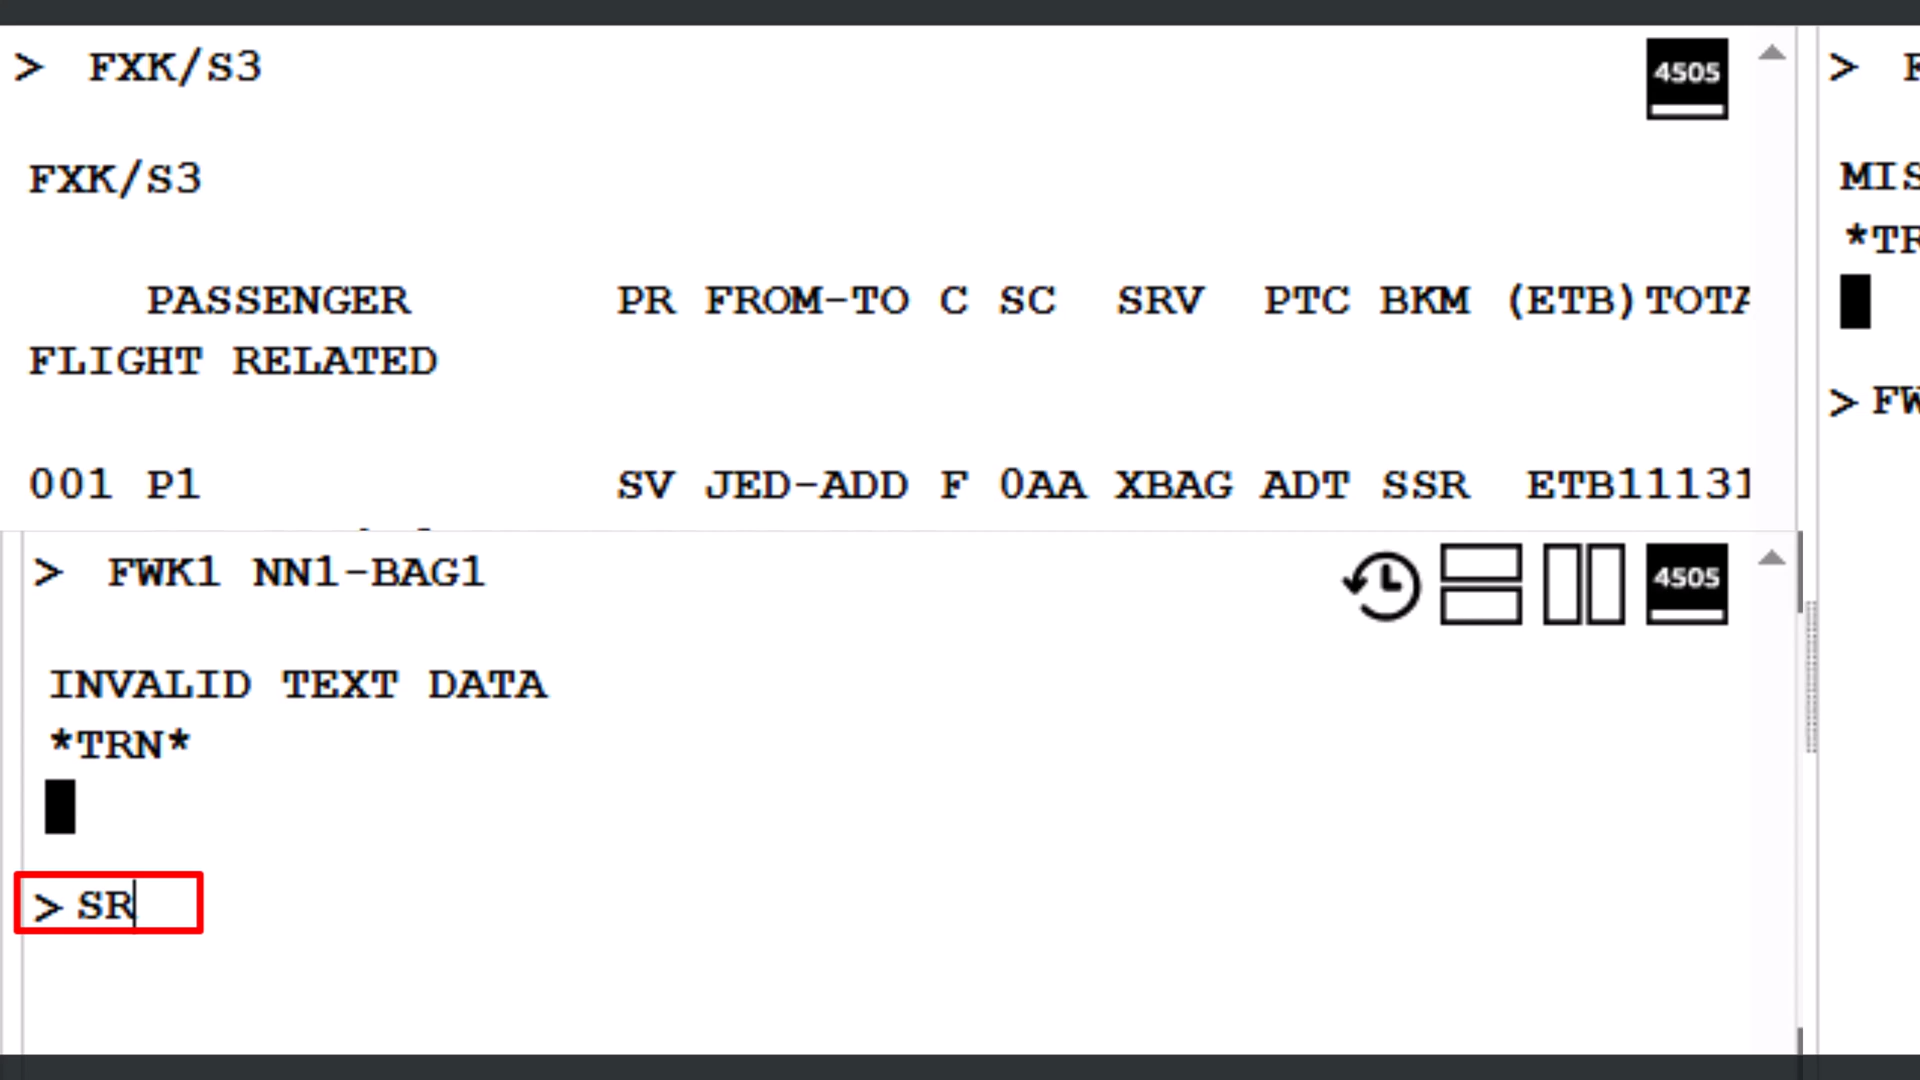 > FXK/S3
4505
FXK/S3
PASSENGER PR FROM-TO C SC SRV PTC BKM (ETB)TOTA
FLIGHT RELATED
001 P1 SV JED-ADD F 0AA XBAG ADT SSR ETB11131
> FWK1 NN1-BAG1
4505
INVALID TEXT DATA
*TRN*
> SR
> F
MIS
*TR
> FW